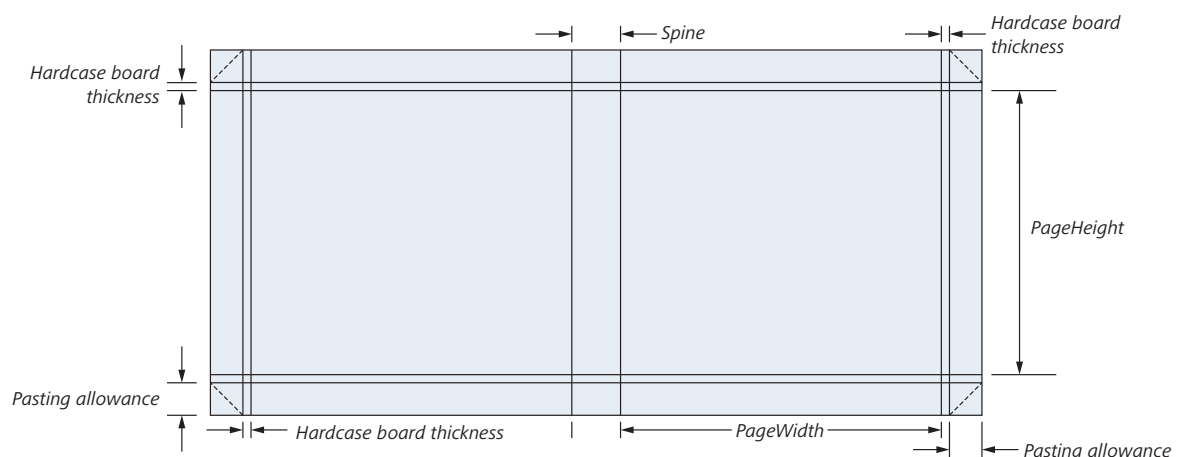 Spine
Hardcase board
thickness
Hardcase board
thickness
PageHeight
Pasting allowance
Hardcase board thickness
PageWidth
Pasting allowance